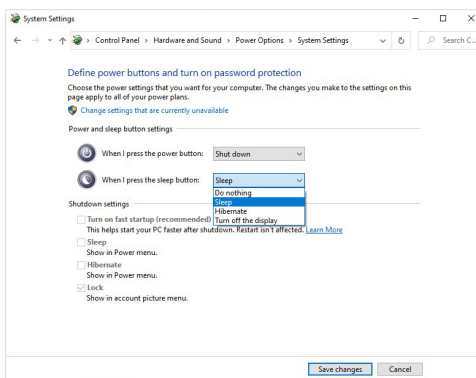 System Settings
Control Panel > Hardware and Sound > Power Options > System Settings
Search C...
Define power buttons and turn on password protection
Choose the power settings that you want for your computer. The changes you make to the settings on this
page apply to all of your power plans.
Change settings that are currently unavailable
Power and sleep button settings
When I press the power button: Shut down
When I press the sleep button: Sleep
Do nothing
Sleep
Hibernate
Turn off the display
Shutdown settings
Turn on fast startup (recommended)
This helps start your PC faster after shutdown. Restart isn't affected. Learn More
Sleep
Show in Power menu.
Hibernate
Show in Power menu.
Lock
Show in account picture menu.
Save changes Cancel